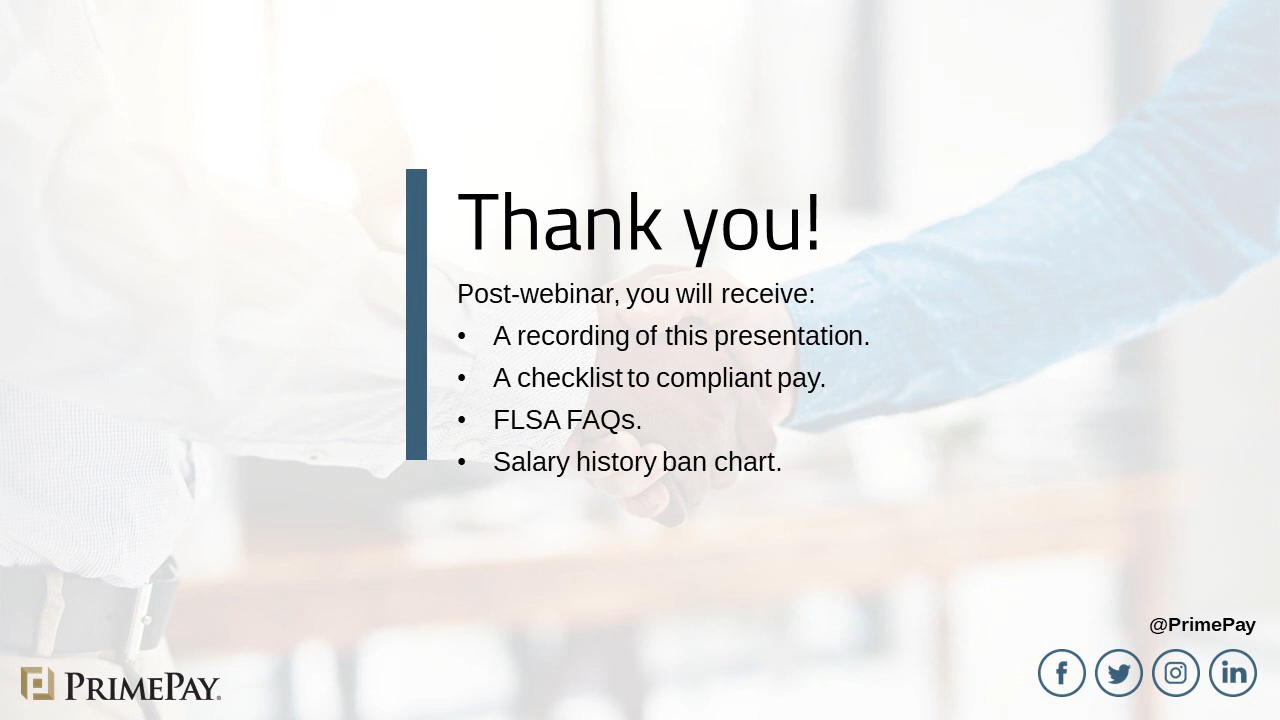 Thank you!
Post-webinar, you will receive:
• A recording of this presentation.
• A checklist to compliant pay.
• FLSA FAQs.
• Salary history ban chart.
@PrimePay
PRIMEPAY